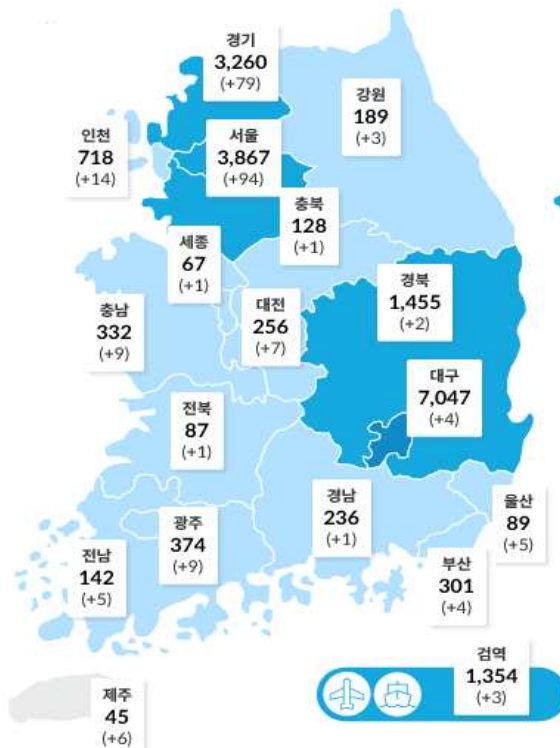 경기
3,260
(+79)
강원
189
(+3)
인천
718
(+14)
서울
3,867
(+94)
충북
128
(+1)
세종
67
(+1)
경북
1,455
(+2)
충남
332
(+9)
대전
256
(+7)
대구
7,047
(+4)
전북
87
(+1)
경남
236
(+1)
울산
89
(+5)
광주
374
(+9)
전남
142
(+5)
부산
301
(+4)
검역
1,354
(+3)
제주
45
(+6)